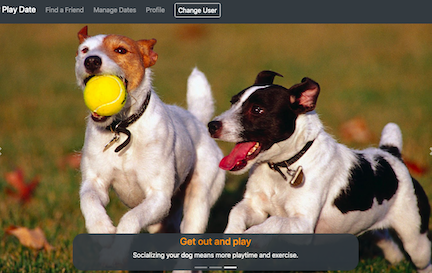 Play Date Find a Friend Manage Dates Profile Change User
Get out and play
Socializing your dog means more playtime and exercise.